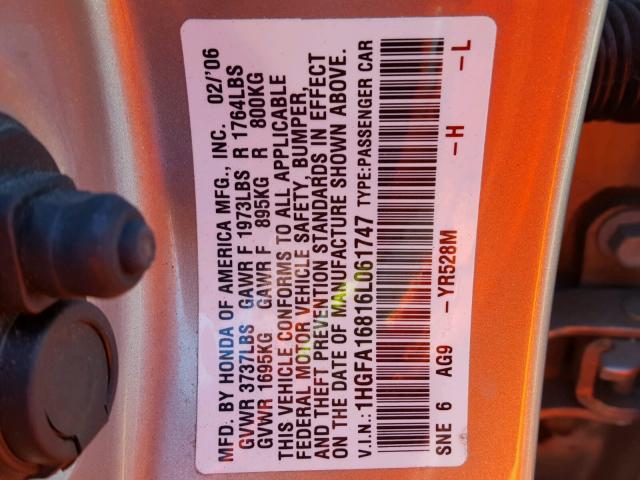 MFD. BY HONDA OF AMERICA MFG., INC. 02/'06
GVWR 3737LBS GAWR F 1973LBS R 1764LBS
GVWR 1695KG GAWR F 895KG R 800KG
THIS VEHICLE CONFORMS TO ALL APPLICABLE
FEDERAL MOTOR VEHICLE SAFETY, BUMPER,
AND THEFT PREVENTION STANDARDS IN EFFECT
ON THE DATE OF MANUFACTURE SHOWN ABOVE.
V.I.N.: 1HGFA16816L061747 TYPE:PASSENGER CAR
SNE 6 AG9 -YR528M -H -L